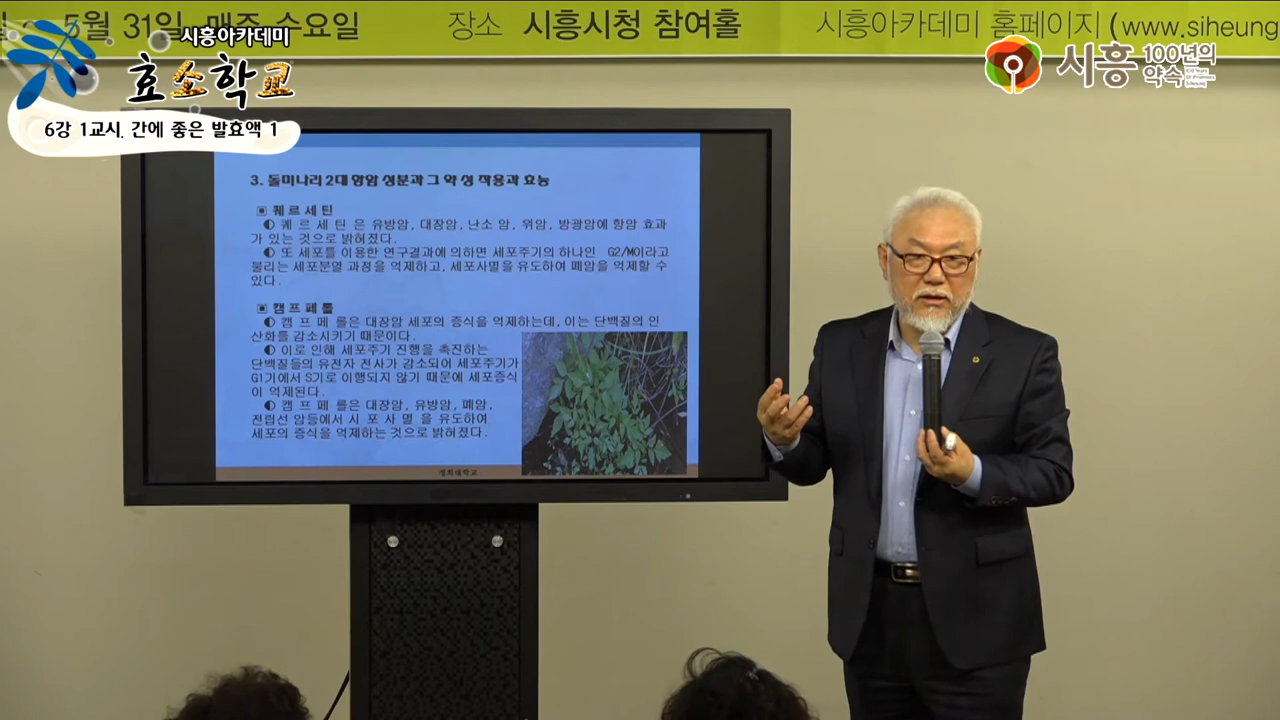 5월 31일 매주 수요일 장소 시흥시청 참여홀 시흥아카데미 홈페이지 (www.siheung
시흥아카데미
효소학교
6강 1교시. 간에 좋은 발효액 1
시흥 100년의
약속
3. 돌미나리 2대 항암 성분과 그 약 성 작용과 효능
▣ 퀘 르 세 틴
◐ 퀘 르 세 틴 은 유방암, 대장암, 난소 암, 위암, 방광암에 항암 효과
가 있는 것으로 밝혀졌다.
◐ 또 세포를 이용한 연구결과에 의하면 세포주기의 하나인 G2/M이라고
불리는 세포분열 과정을 억제하고, 세포사멸을 유도하여 폐암을 억제할 수
있다.
▣ 캠 프 페 롤
◐ 캠 프 페 롤은 대장암 세포의 증식을 억제하는데, 이는 단백질의 인
산화를 감소시키기 때문이다.
◐ 이로 인해 세포주기 진행을 촉진하는
단백질들의 유전자 전사가 감소되어 세포주기가
G1기에서 S기로 이행되지 않기 때문에 세포증식
이 억제된다.
◐ 캠 프 페 롤은 대장암, 유방암, 폐암,
전립선 암등에서 시 포 사 멸 을 유도하여
세포의 증식을 억제하는 것으로 밝혀졌다.
경희대학교